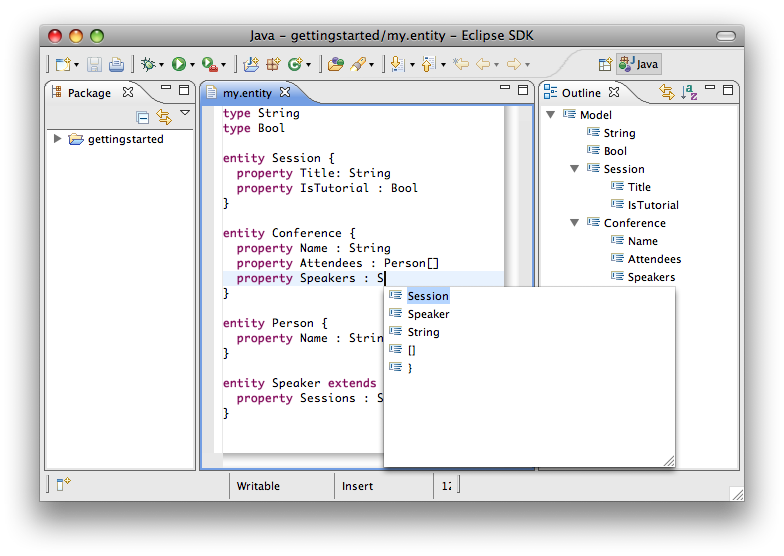 Java – gettingstarted/my.entity – Eclipse SDK
Java
Package
gettingstarted
my.entity
type String
type Bool
entity Session {
property Title: String
property IsTutorial : Bool
}
entity Conference {
property Name : String
property Attendees : Person[]
property Speakers : S
}
entity Person {
property Name : Strin
}
entity Speaker extends
property Sessions : S
}
Session
Speaker
String
[]
}
Outline
Model
String
Bool
Session
Title
IsTutorial
Conference
Name
Attendees
Speakers
Writable
Insert